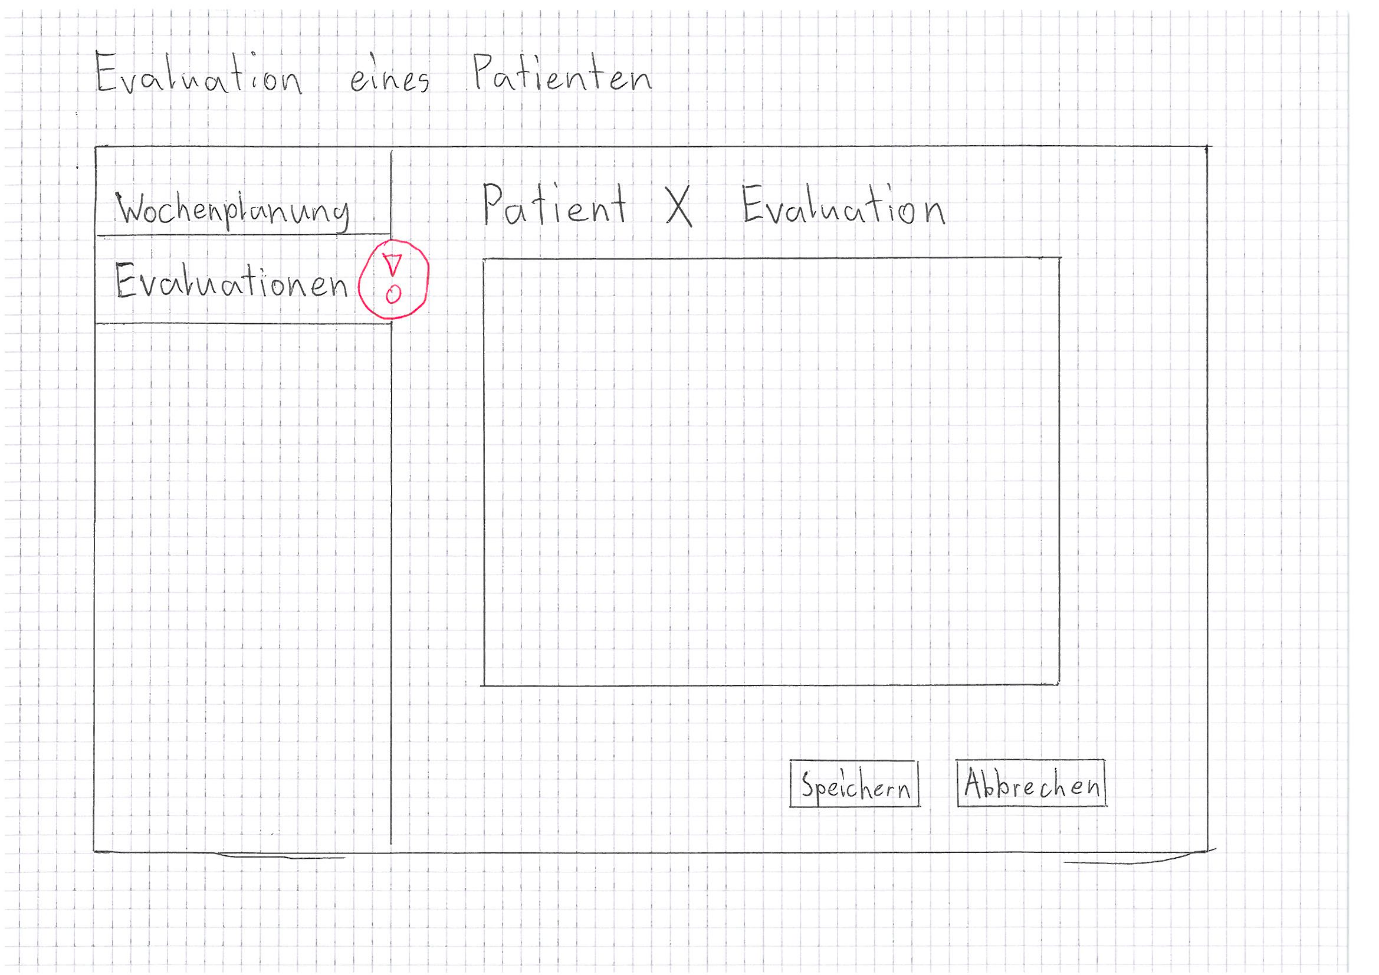 Evaluation eines Patienten
Wochenplanung
Evaluationen
Patient X Evaluation
Speichern
Abbrechen